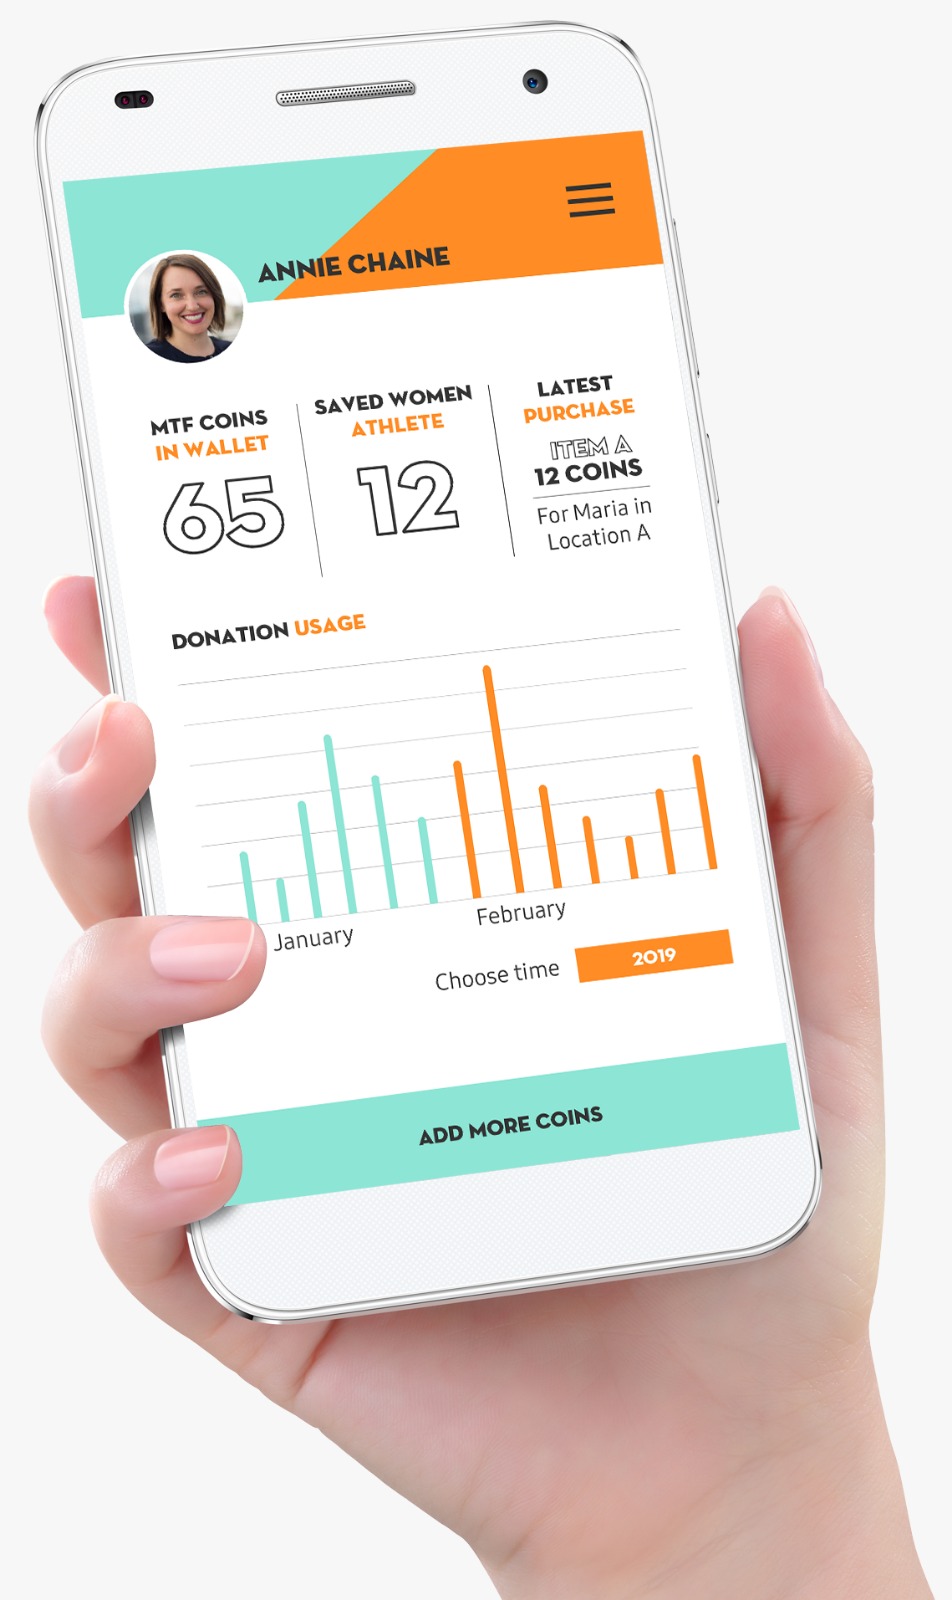 ANNIE CHAINE
MTF COINS
IN WALLET
65
SAVED WOMEN
ATHLETE
12
LATEST
PURCHASE
ITEM A
12 COINS
For Maria in
Location A
DONATION USAGE
January
February
Choose time
2019
ADD MORE COINS